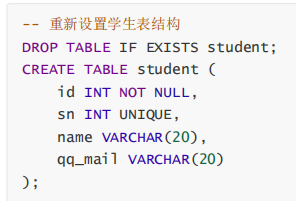 -- 重新设置学生表结构
DROP TABLE IF EXISTS student;
CREATE TABLE student (
    id INT NOT NULL,
    sn INT UNIQUE,
    name VARCHAR(20),
    qq_mail VARCHAR(20)
);